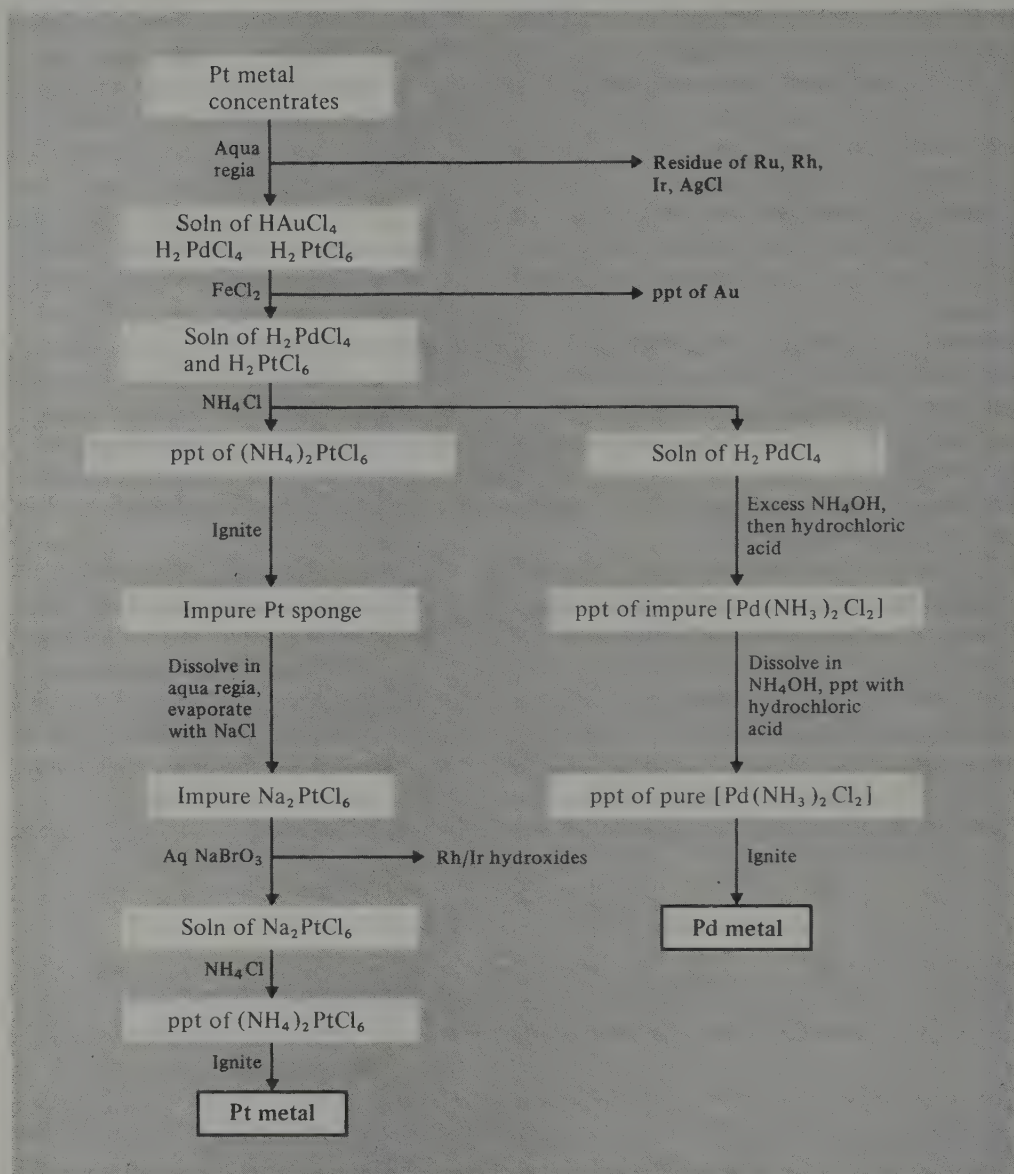 Pt metal
concentrates
Aqua
regia
Residue of Ru, Rh,
Ir, AgCl
Soln of HAuCl₄
H₂PdCl₄ H₂PtCl₆
FeCl₂
ppt of Au
Soln of H₂PdCl₄
and H₂PtCl₆
NH₄Cl
ppt of (NH₄)₂PtCl₆
Soln of H₂PdCl₄
Ignite
Excess NH₄OH,
then hydrochloric
acid
Impure Pt sponge
ppt of impure [Pd(NH₃)₂Cl₂]
Dissolve in
aqua regia,
evaporate
with NaCl
Dissolve in
NH₄OH, ppt with
hydrochloric
acid
Impure Na₂PtCl₆
ppt of pure [Pd(NH₃)₂Cl₂]
Aq NaBrO₃
Rh/Ir hydroxides
Ignite
Soln of Na₂PtCl₆
Pd metal
NH₄Cl
ppt of (NH₄)₂PtCl₆
Ignite
Pt metal